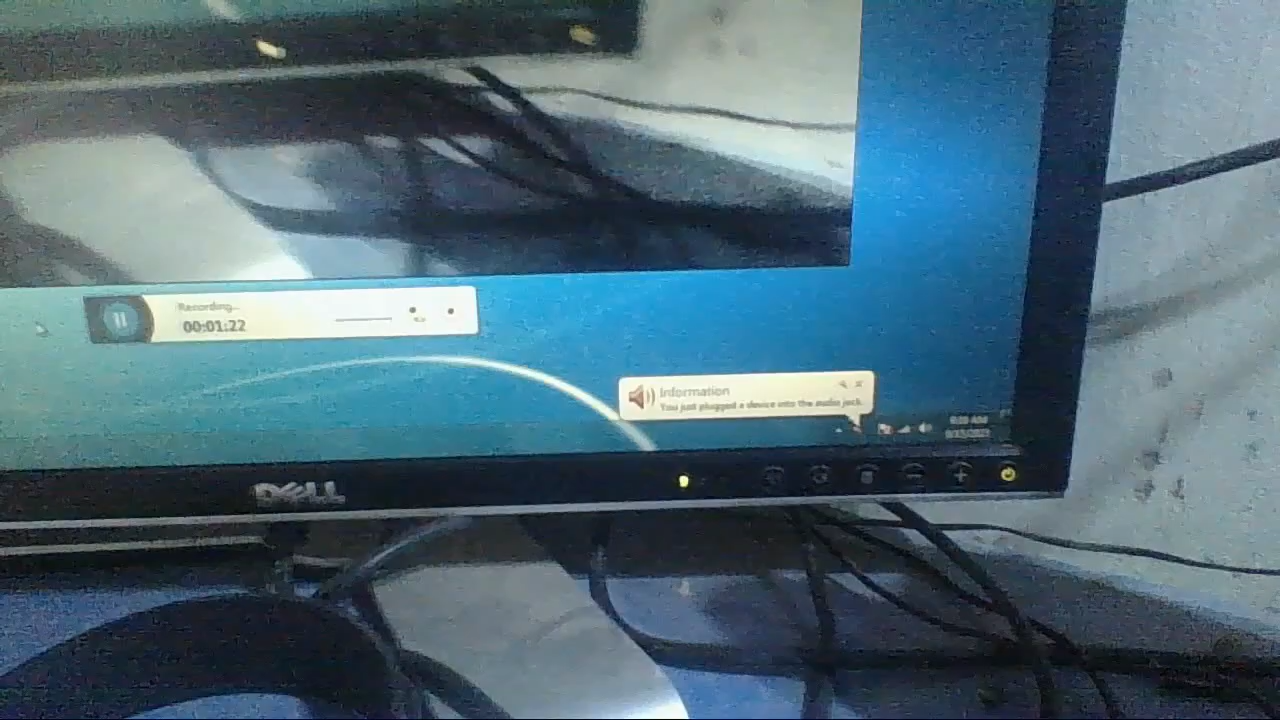 Recording...
00:01:22
Information
You just plugged a device into the audio jack.
DELL